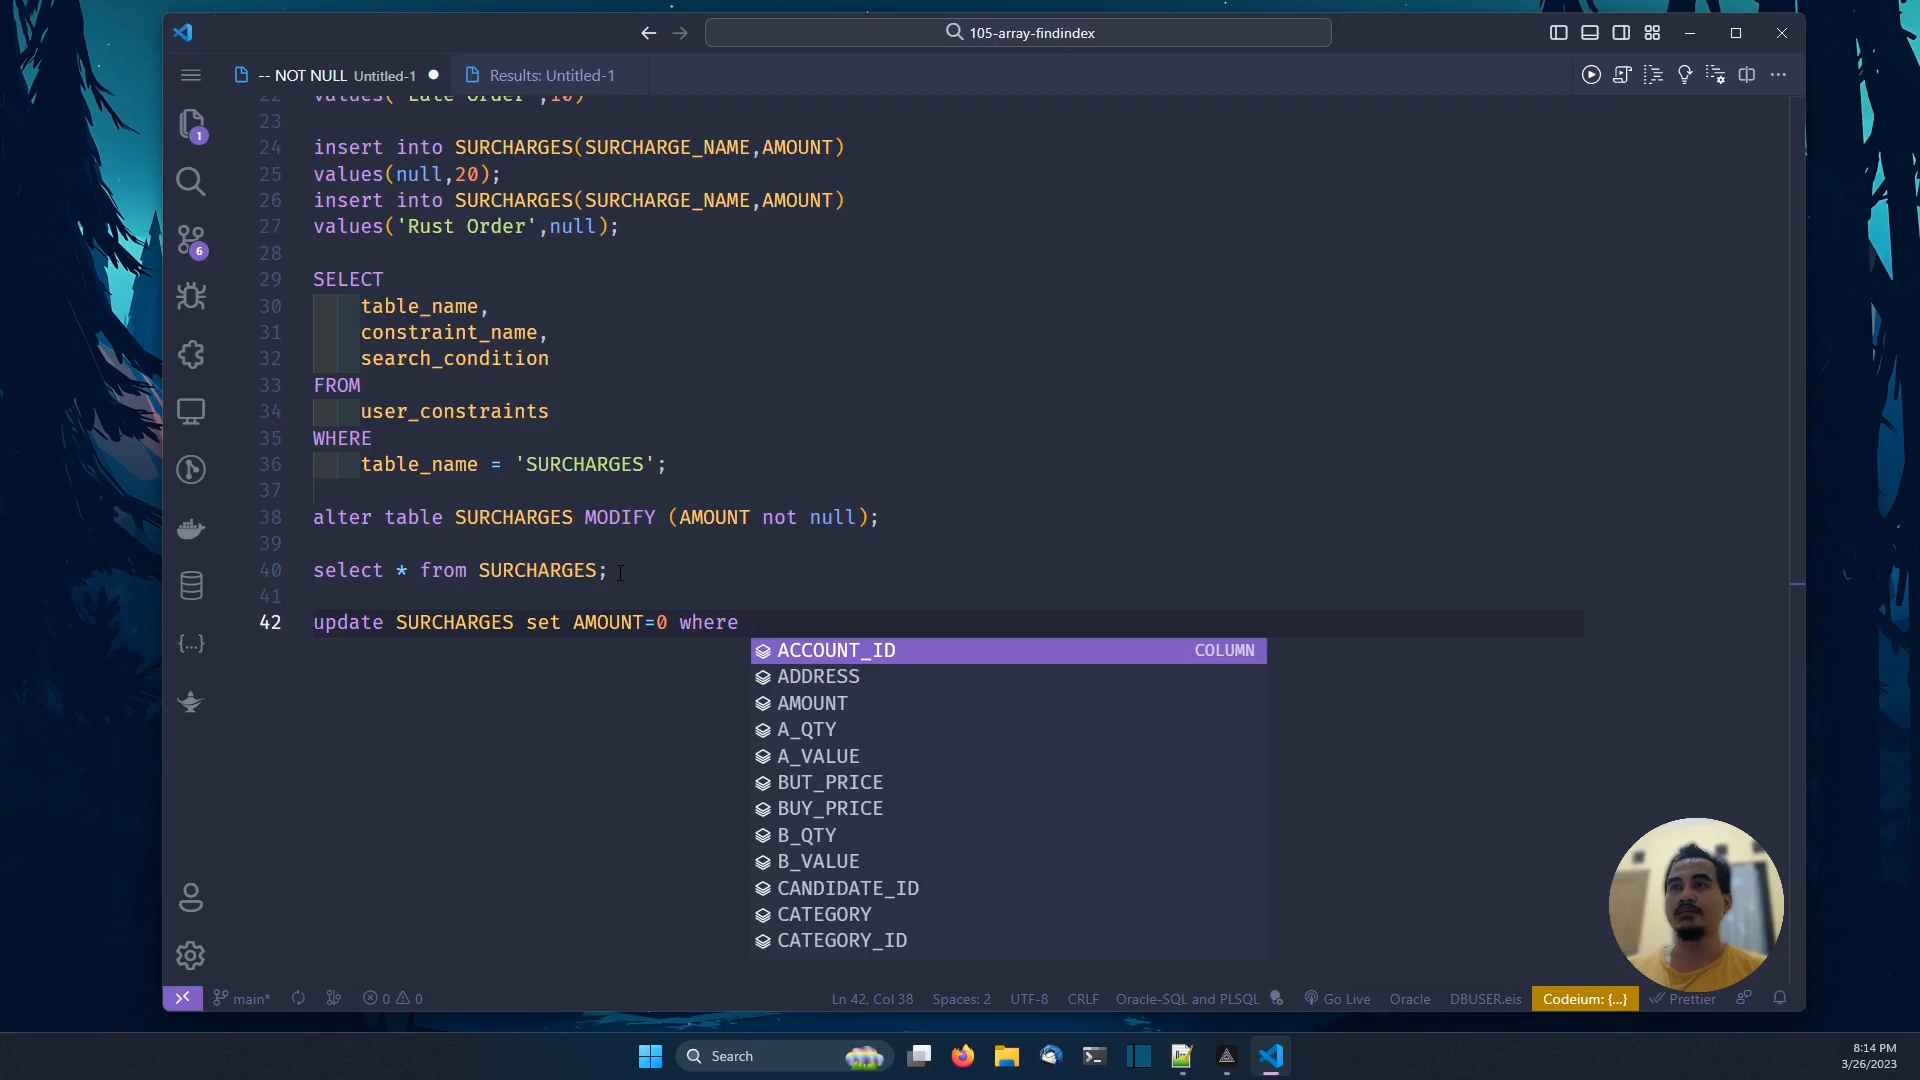 105-array-findindex
-- NOT NULL Untitled-1
Results: Untitled-1
22 values('Late Order',10)
23
24 insert into SURCHARGES(SURCHARGE_NAME,AMOUNT)
25 values(null,20);
26 insert into SURCHARGES(SURCHARGE_NAME,AMOUNT)
27 values('Rust Order',null);
28
29 SELECT
30 table_name,
31 constraint_name,
32 search_condition
33 FROM
34 user_constraints
35 WHERE
36 table_name = 'SURCHARGES';
37
38 alter table SURCHARGES MODIFY (AMOUNT not null);
39
40 select * from SURCHARGES;
41
42 update SURCHARGES set AMOUNT=0 where
ACCOUNT_ID COLUMN
ADDRESS
AMOUNT
A_QTY
A_VALUE
BUT_PRICE
BUY_PRICE
B_QTY
B_VALUE
CANDIDATE_ID
CATEGORY
CATEGORY_ID
1
6
main* 0 0 Ln 42, Col 38 Spaces: 2 UTF-8 CRLF Oracle-SQL and PLSQL Go Live Oracle DBUSER.eis Codeium: {...} Prettier
Search
8:14 PM
3/26/2023